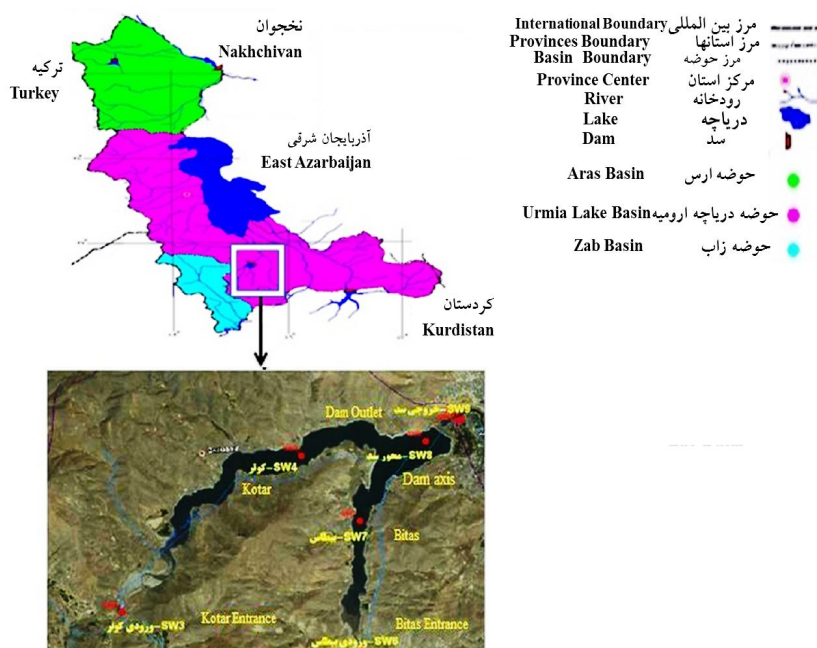 نخجوان
Nakhchivan
ترکیه
Turkey
آذربایجان شرقی
East Azarbaijan
کردستان
Kurdistan
International Boundary مرز بین المللی
Provinces Boundary مرز استانها
Basin Boundary مرز حوضه
Province Center مرکز استان
River رودخانه
Lake دریاچه
Dam سد
Aras Basin حوضه ارس
Urmia Lake Basin حوضه دریاچه ارومیه
Zab Basin حوضه زاب
SW9-خروجی سد
Dam Outlet
SW8-محور سد
Dam axis
SW4-کوتر
Kotar
SW7-بیطاس
Bitas
SW3-ورودی کوتر
Kotar Entrance
SW6-ورودی بیطاس
Bitas Entrance